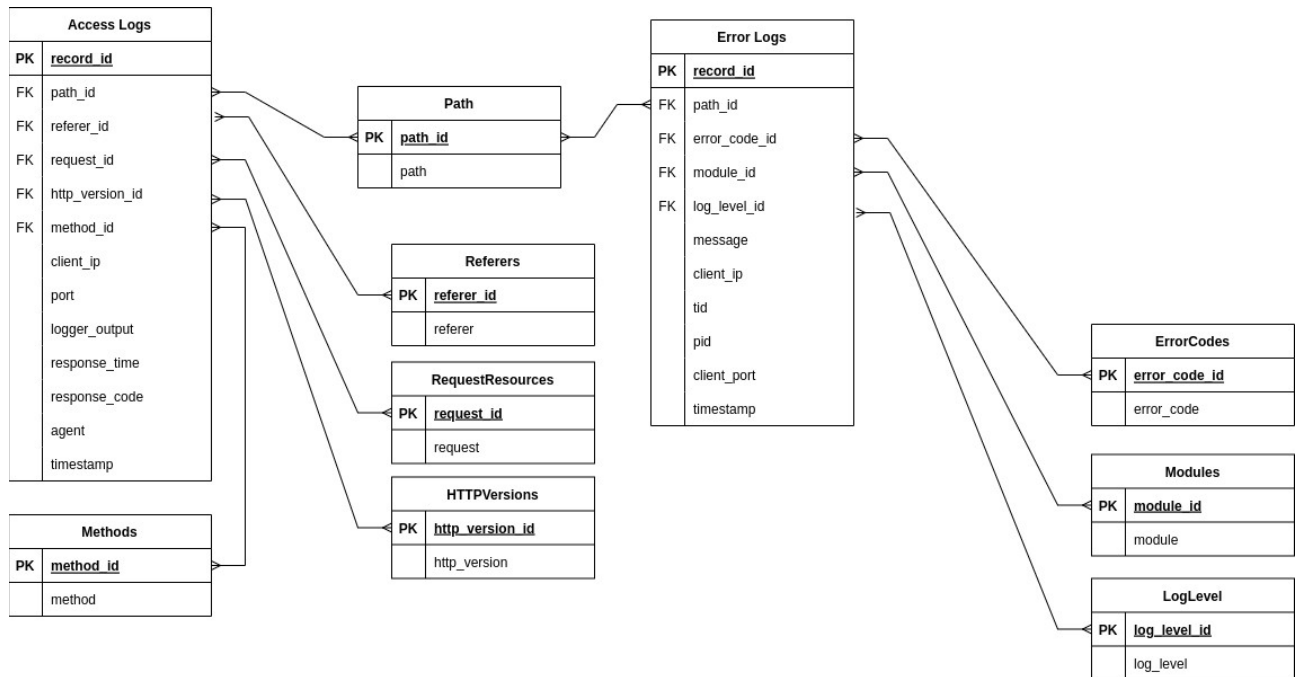 Access Logs
PK record_id
FK path_id
FK referer_id
FK request_id
FK http_version_id
FK method_id
client_ip
port
logger_output
response_time
response_code
agent
timestamp
Methods
PK method_id
method
Path
PK path_id
path
Referers
PK referer_id
referer
RequestResources
PK request_id
request
HTTPVersions
PK http_version_id
http_version
Error Logs
PK record_id
FK path_id
FK error_code_id
FK module_id
FK log_level_id
message
client_ip
tid
pid
client_port
timestamp
ErrorCodes
PK error_code_id
error_code
Modules
PK module_id
module
LogLevel
PK log_level_id
log_level